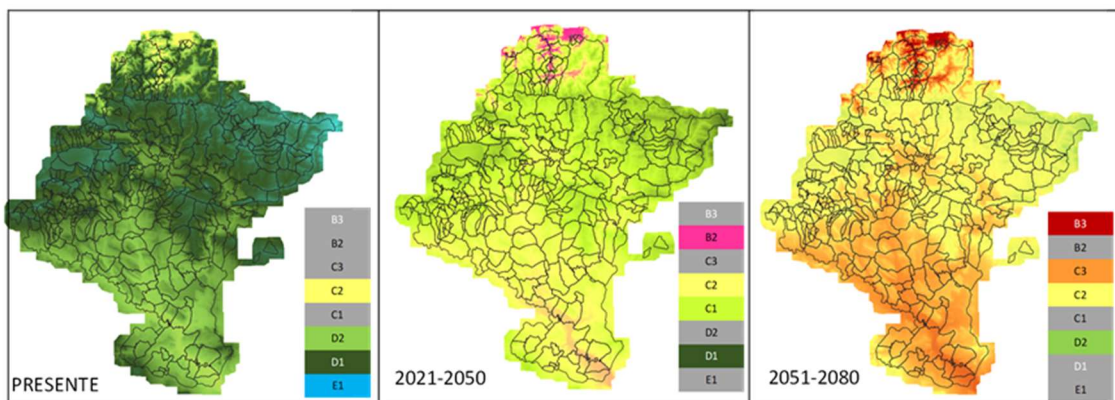 B3
B2
C3
C2
C1
D2
D1
E1
PRESENTE
B3
B2
C3
C2
C1
D2
D1
E1
2021-2050
B3
B2
C3
C2
C1
D2
D1
E1
2051-2080